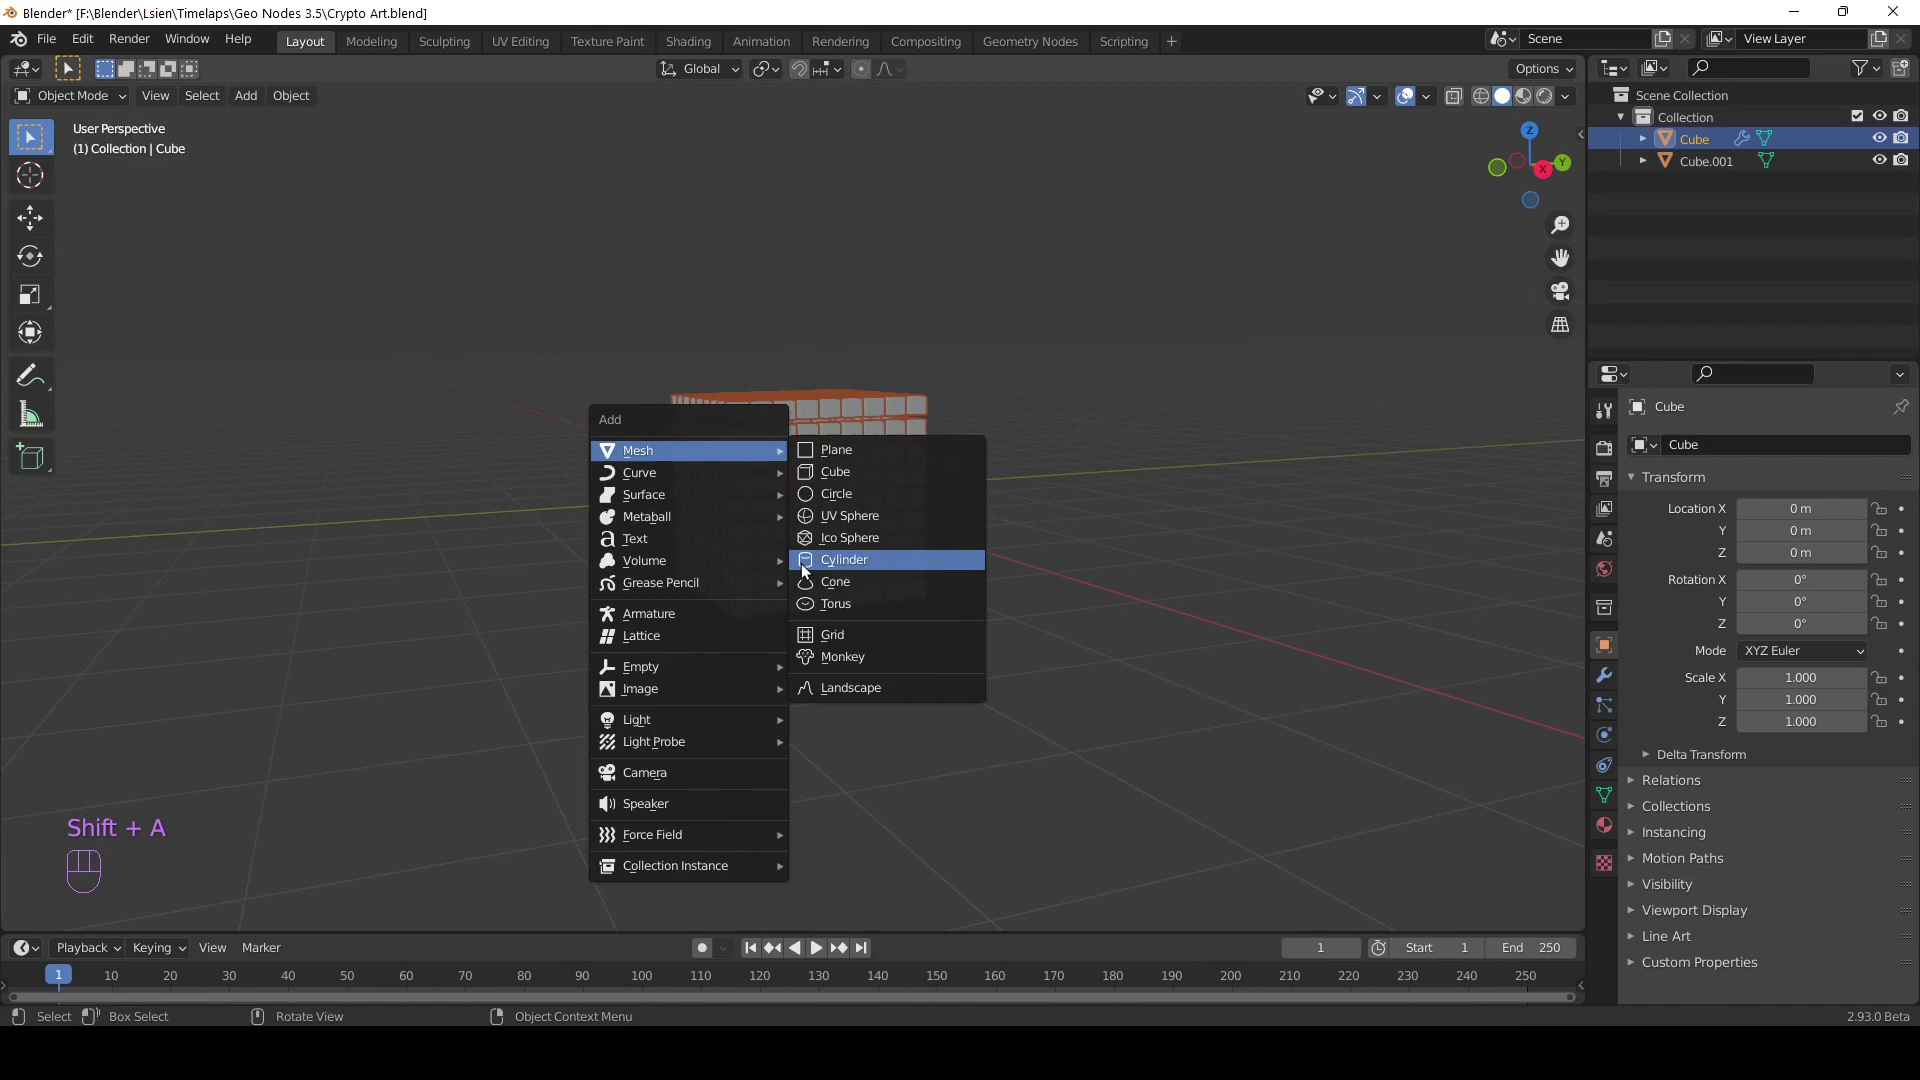 Blender* [F:\Blender\Lsien\Timelaps\Geo Nodes 3.5\Crypto Art.blend]
File Edit Render Window Help Layout Modeling Sculpting UV Editing Texture Paint Shading Animation Rendering Compositing Geometry Nodes Scripting + Scene View Layer
Global Options
Object Mode View Select Add Object
User Perspective
(1) Collection | Cube
Z
Y
X
Scene Collection
Collection
Cube
Cube.001
Add
Mesh
Curve
Surface
Metaball
Text
Volume
Grease Pencil
Armature
Lattice
Empty
Image
Light
Light Probe
Camera
Speaker
Force Field
Collection Instance
Plane
Cube
Circle
UV Sphere
Ico Sphere
Cylinder
Cone
Torus
Grid
Monkey
Landscape
Shift + A
Cube
Cube
Transform
Location X 0 m
Y 0 m
Z 0 m
Rotation X 0°
Y 0°
Z 0°
Mode XYZ Euler
Scale X 1.000
Y 1.000
Z 1.000
Delta Transform
Relations
Collections
Instancing
Motion Paths
Visibility
Viewport Display
Line Art
Custom Properties
Playback Keying View Marker 1 Start 1 End 250
1 10 20 30 40 50 60 70 80 90 100 110 120 130 140 150 160 170 180 190 200 210 220 230 240 250
Select Box Select Rotate View Object Context Menu 2.93.0 Beta